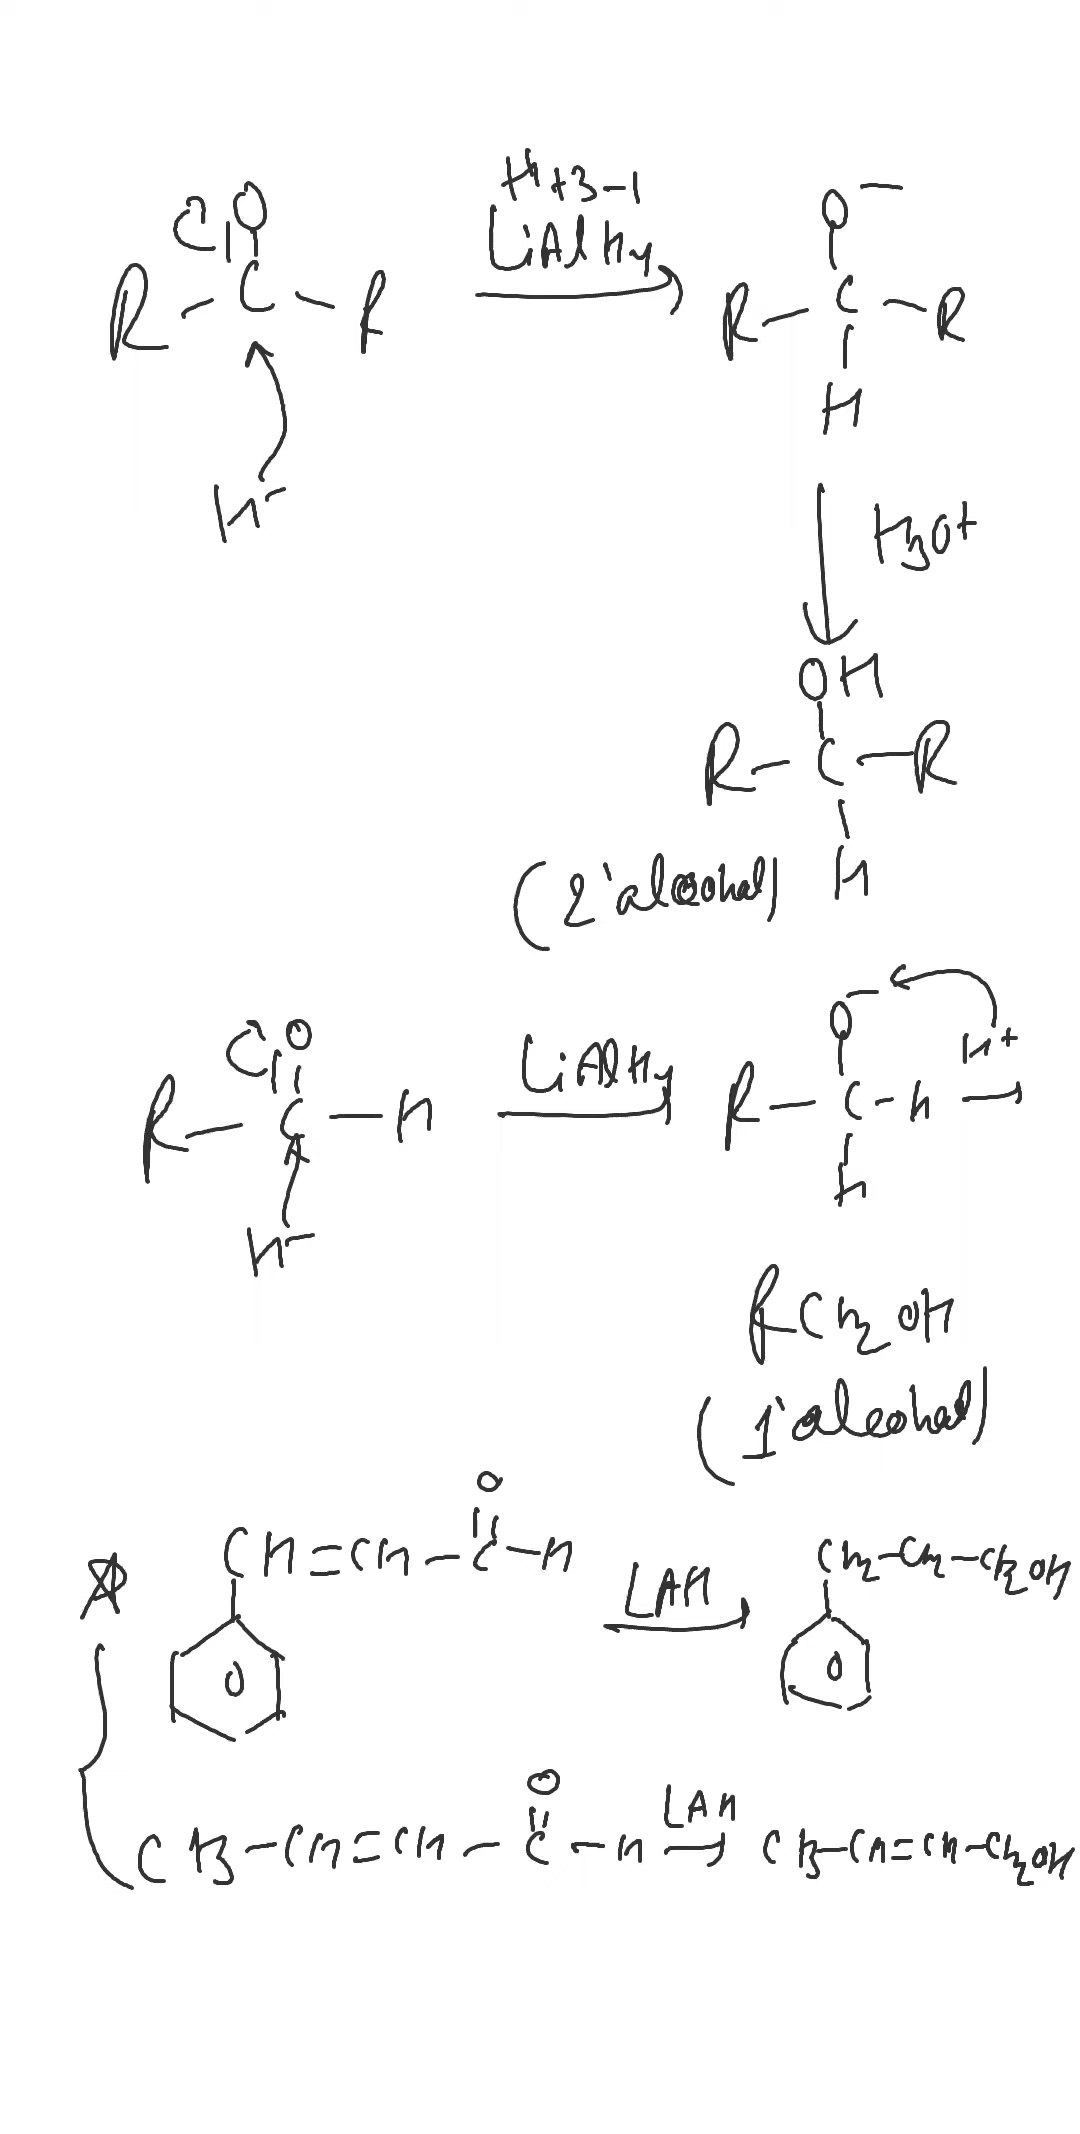 O O⁻
+1 +3 -1
LiAlH4
R - C - R R - C - R
H
H⁻
H3O+
OH
R - C - R
H
(2° alcohol)
O O⁻
H+
LiAlH4
R - C - H R - C - H
H
H⁻
RCH2OH
(1° alcohol)
O
CH=CH-C-H LAH CH2-CH2-CH2OH
O O
O
CH3-CH=CH-C-H LAH CH3-CH=CH-CH2OH